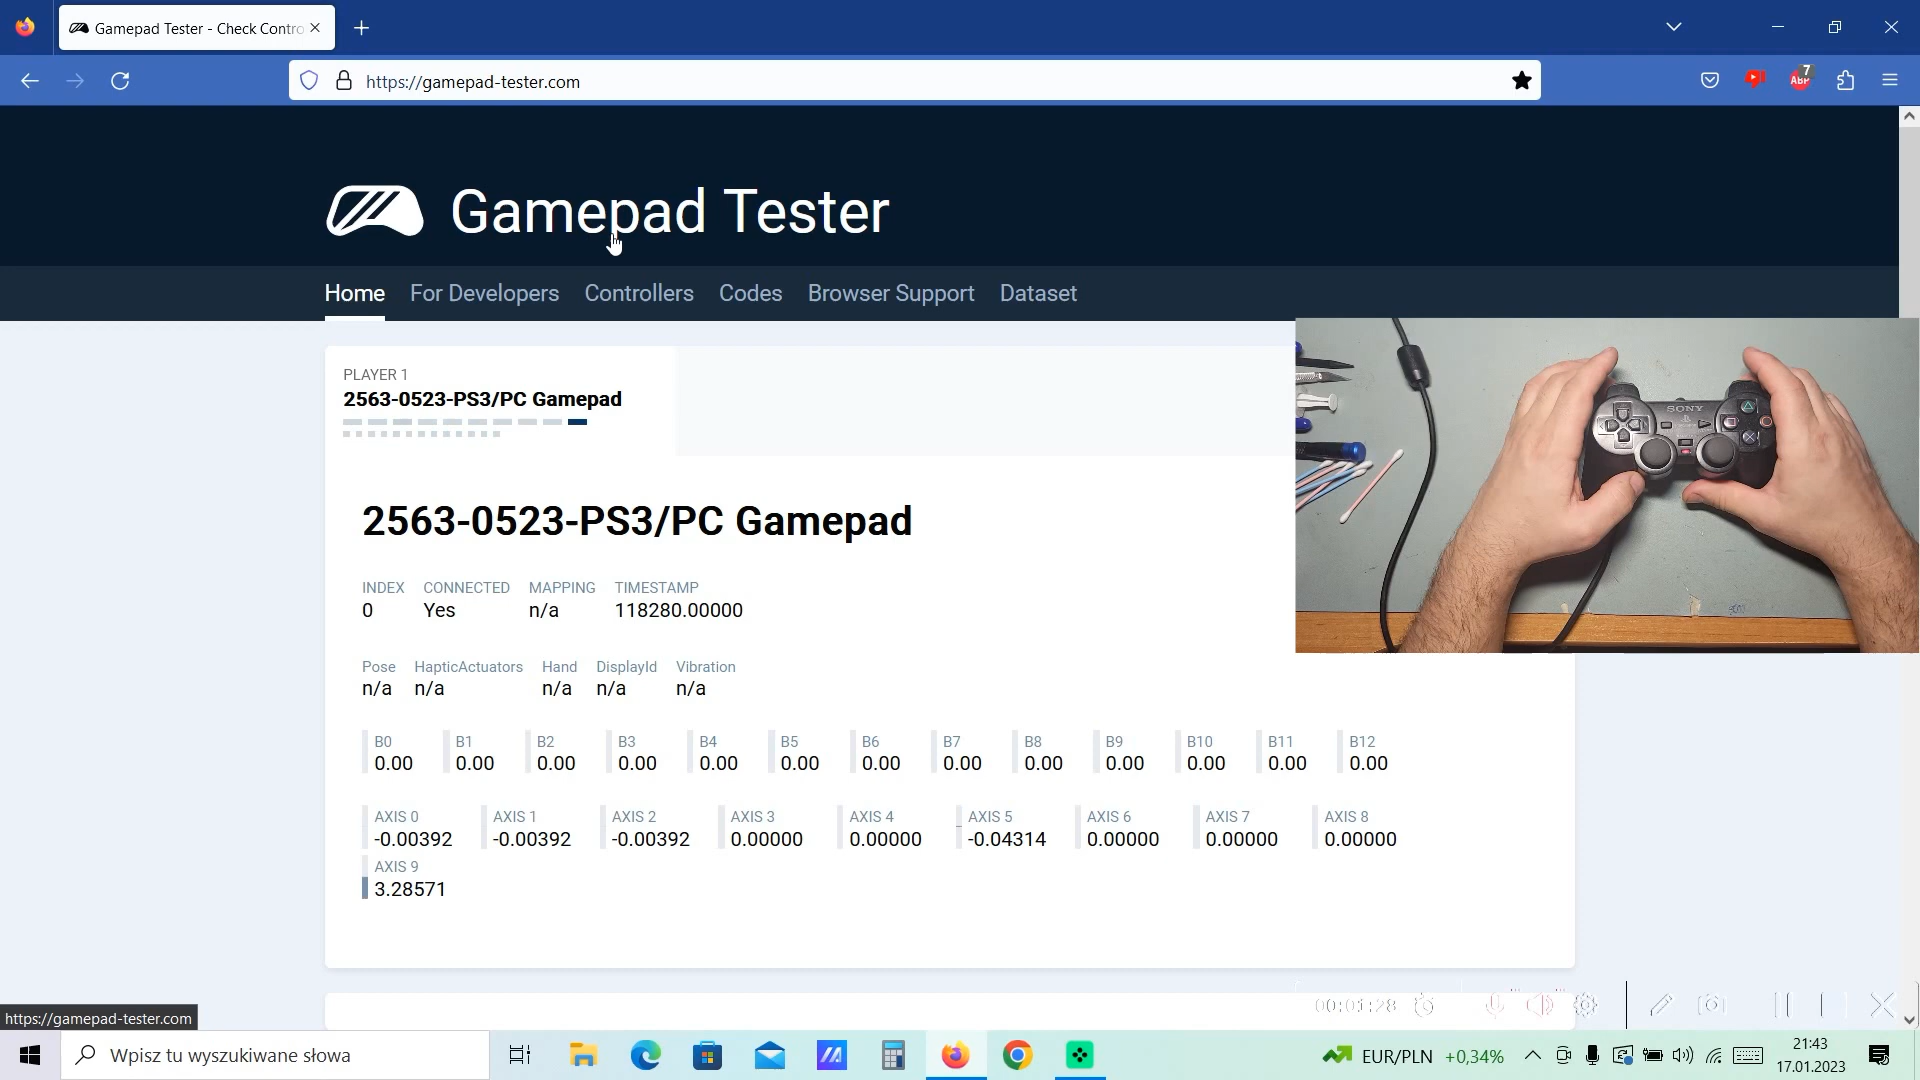 Gamepad Tester - Check Contro
https://gamepad-tester.com
ABP
7
Gamepad Tester
Home For Developers Controllers Codes Browser Support Dataset
PLAYER 1
2563-0523-PS3/PC Gamepad
SONY
2563-0523-PS3/PC Gamepad
INDEX CONNECTED MAPPING TIMESTAMP
0 Yes n/a 118280.00000
Pose HapticActuators Hand DisplayId Vibration
n/a n/a n/a n/a n/a
B0 B1 B2 B3 B4 B5 B6 B7 B8 B9 B10 B11 B12
0.00 0.00 0.00 0.00 0.00 0.00 0.00 0.00 0.00 0.00 0.00 0.00 0.00
AXIS 0 AXIS 1 AXIS 2 AXIS 3 AXIS 4 AXIS 5 AXIS 6 AXIS 7 AXIS 8
-0.00392 -0.00392 -0.00392 0.00000 0.00000 -0.04314 0.00000 0.00000 0.00000
AXIS 9
3.28571
00:01:28
https://gamepad-tester.com
Wpisz tu wyszukiwane słowa
EUR/PLN +0,34%
21:43
17.01.2023